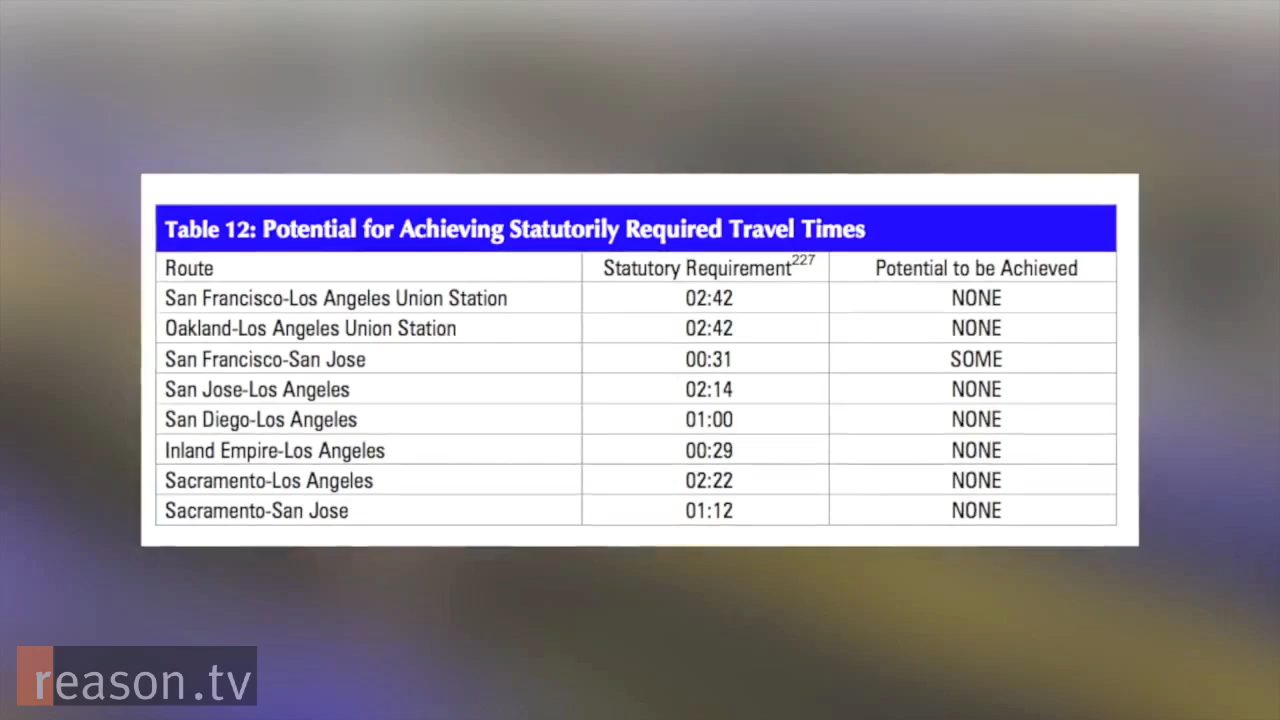 Table 12: Potential for Achieving Statutorily Required Travel Times
Route Statutory Requirement227 Potential to be Achieved
San Francisco-Los Angeles Union Station 02:42 NONE
Oakland-Los Angeles Union Station 02:42 NONE
San Francisco-San Jose 00:31 SOME
San Jose-Los Angeles 02:14 NONE
San Diego-Los Angeles 01:00 NONE
Inland Empire-Los Angeles 00:29 NONE
Sacramento-Los Angeles 02:22 NONE
Sacramento-San Jose 01:12 NONE
reason.tv